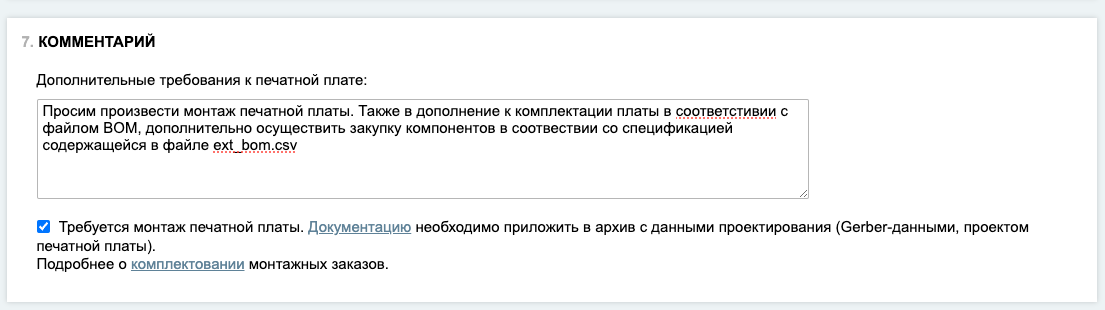 7. КОММЕНТАРИЙ
Дополнительные требования к печатной плате:
Просим произвести монтаж печатной платы. Также в дополнение к комплектации платы в соответстивии с
файлом BOM, дополнительно осуществить закупку компонентов в соотвествии со спецификацией
содержащейся в файле ext_bom.csv
Требуется монтаж печатной платы. Документацию необходимо приложить в архив с данными проектирования (Gerber-данными, проектом
печатной платы).
Подробнее о комплектовании монтажных заказов.